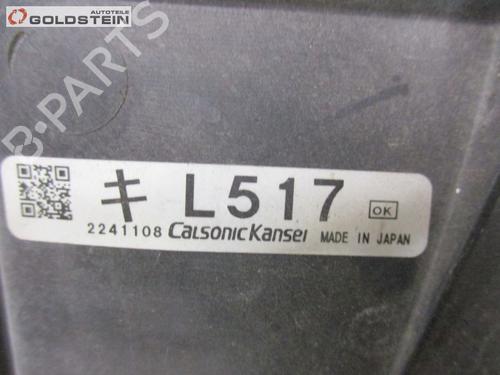 AUTOTEILE
GOLDSTEIN
B-PARTS
キ L517 OK
2241108 CalsonicKansei MADE IN JAPAN